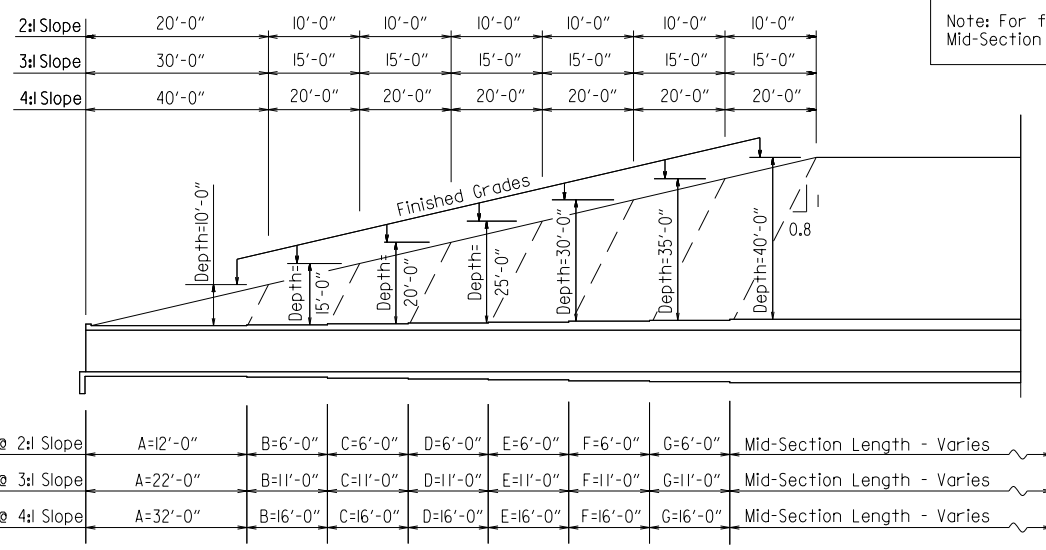 Note: For f
Mid-Section
2:1 Slope 20'-0" 10'-0" 10'-0" 10'-0" 10'-0" 10'-0" 10'-0"
3:1 Slope 30'-0" 15'-0" 15'-0" 15'-0" 15'-0" 15'-0" 15'-0"
4:1 Slope 40'-0" 20'-0" 20'-0" 20'-0" 20'-0" 20'-0" 20'-0"
Finished Grades
Depth=10'-0"
Depth=
15'-0"
Depth=
20'-0"
Depth=
25'-0"
Depth=30'-0"
Depth=35'-0"
Depth=40'-0"
1
0.8
@ 2:1 Slope A=12'-0" B=6'-0" C=6'-0" D=6'-0" E=6'-0" F=6'-0" G=6'-0" Mid-Section Length - Varies
@ 3:1 Slope A=22'-0" B=11'-0" C=11'-0" D=11'-0" E=11'-0" F=11'-0" G=11'-0" Mid-Section Length - Varies
@ 4:1 Slope A=32'-0" B=16'-0" C=16'-0" D=16'-0" E=16'-0" F=16'-0" G=16'-0" Mid-Section Length - Varies